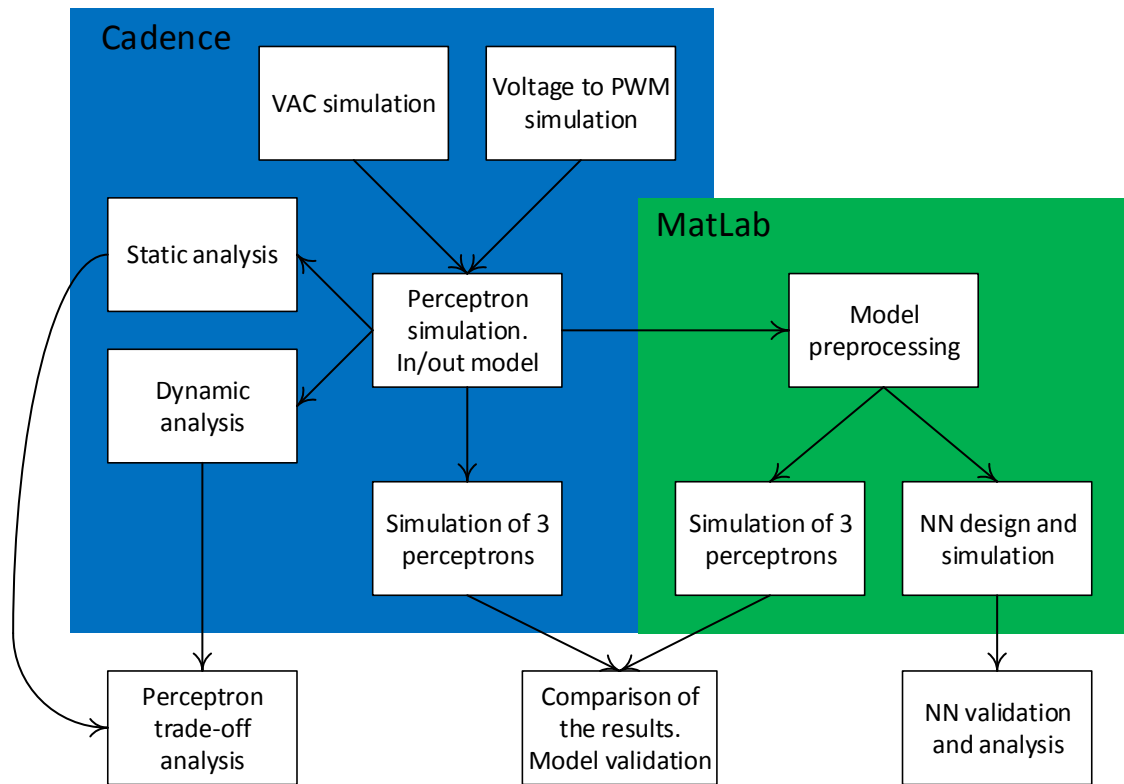 Cadence
VAC simulation
Voltage to PWM
simulation
MatLab
Static analysis
Perceptron
simulation.
In/out model
Model
preprocessing
Dynamic
analysis
Simulation of 3
perceptrons
Simulation of 3
perceptrons
NN design and
simulation
Perceptron
trade-off
analysis
Comparison of
the results.
Model validation
NN validation
and analysis